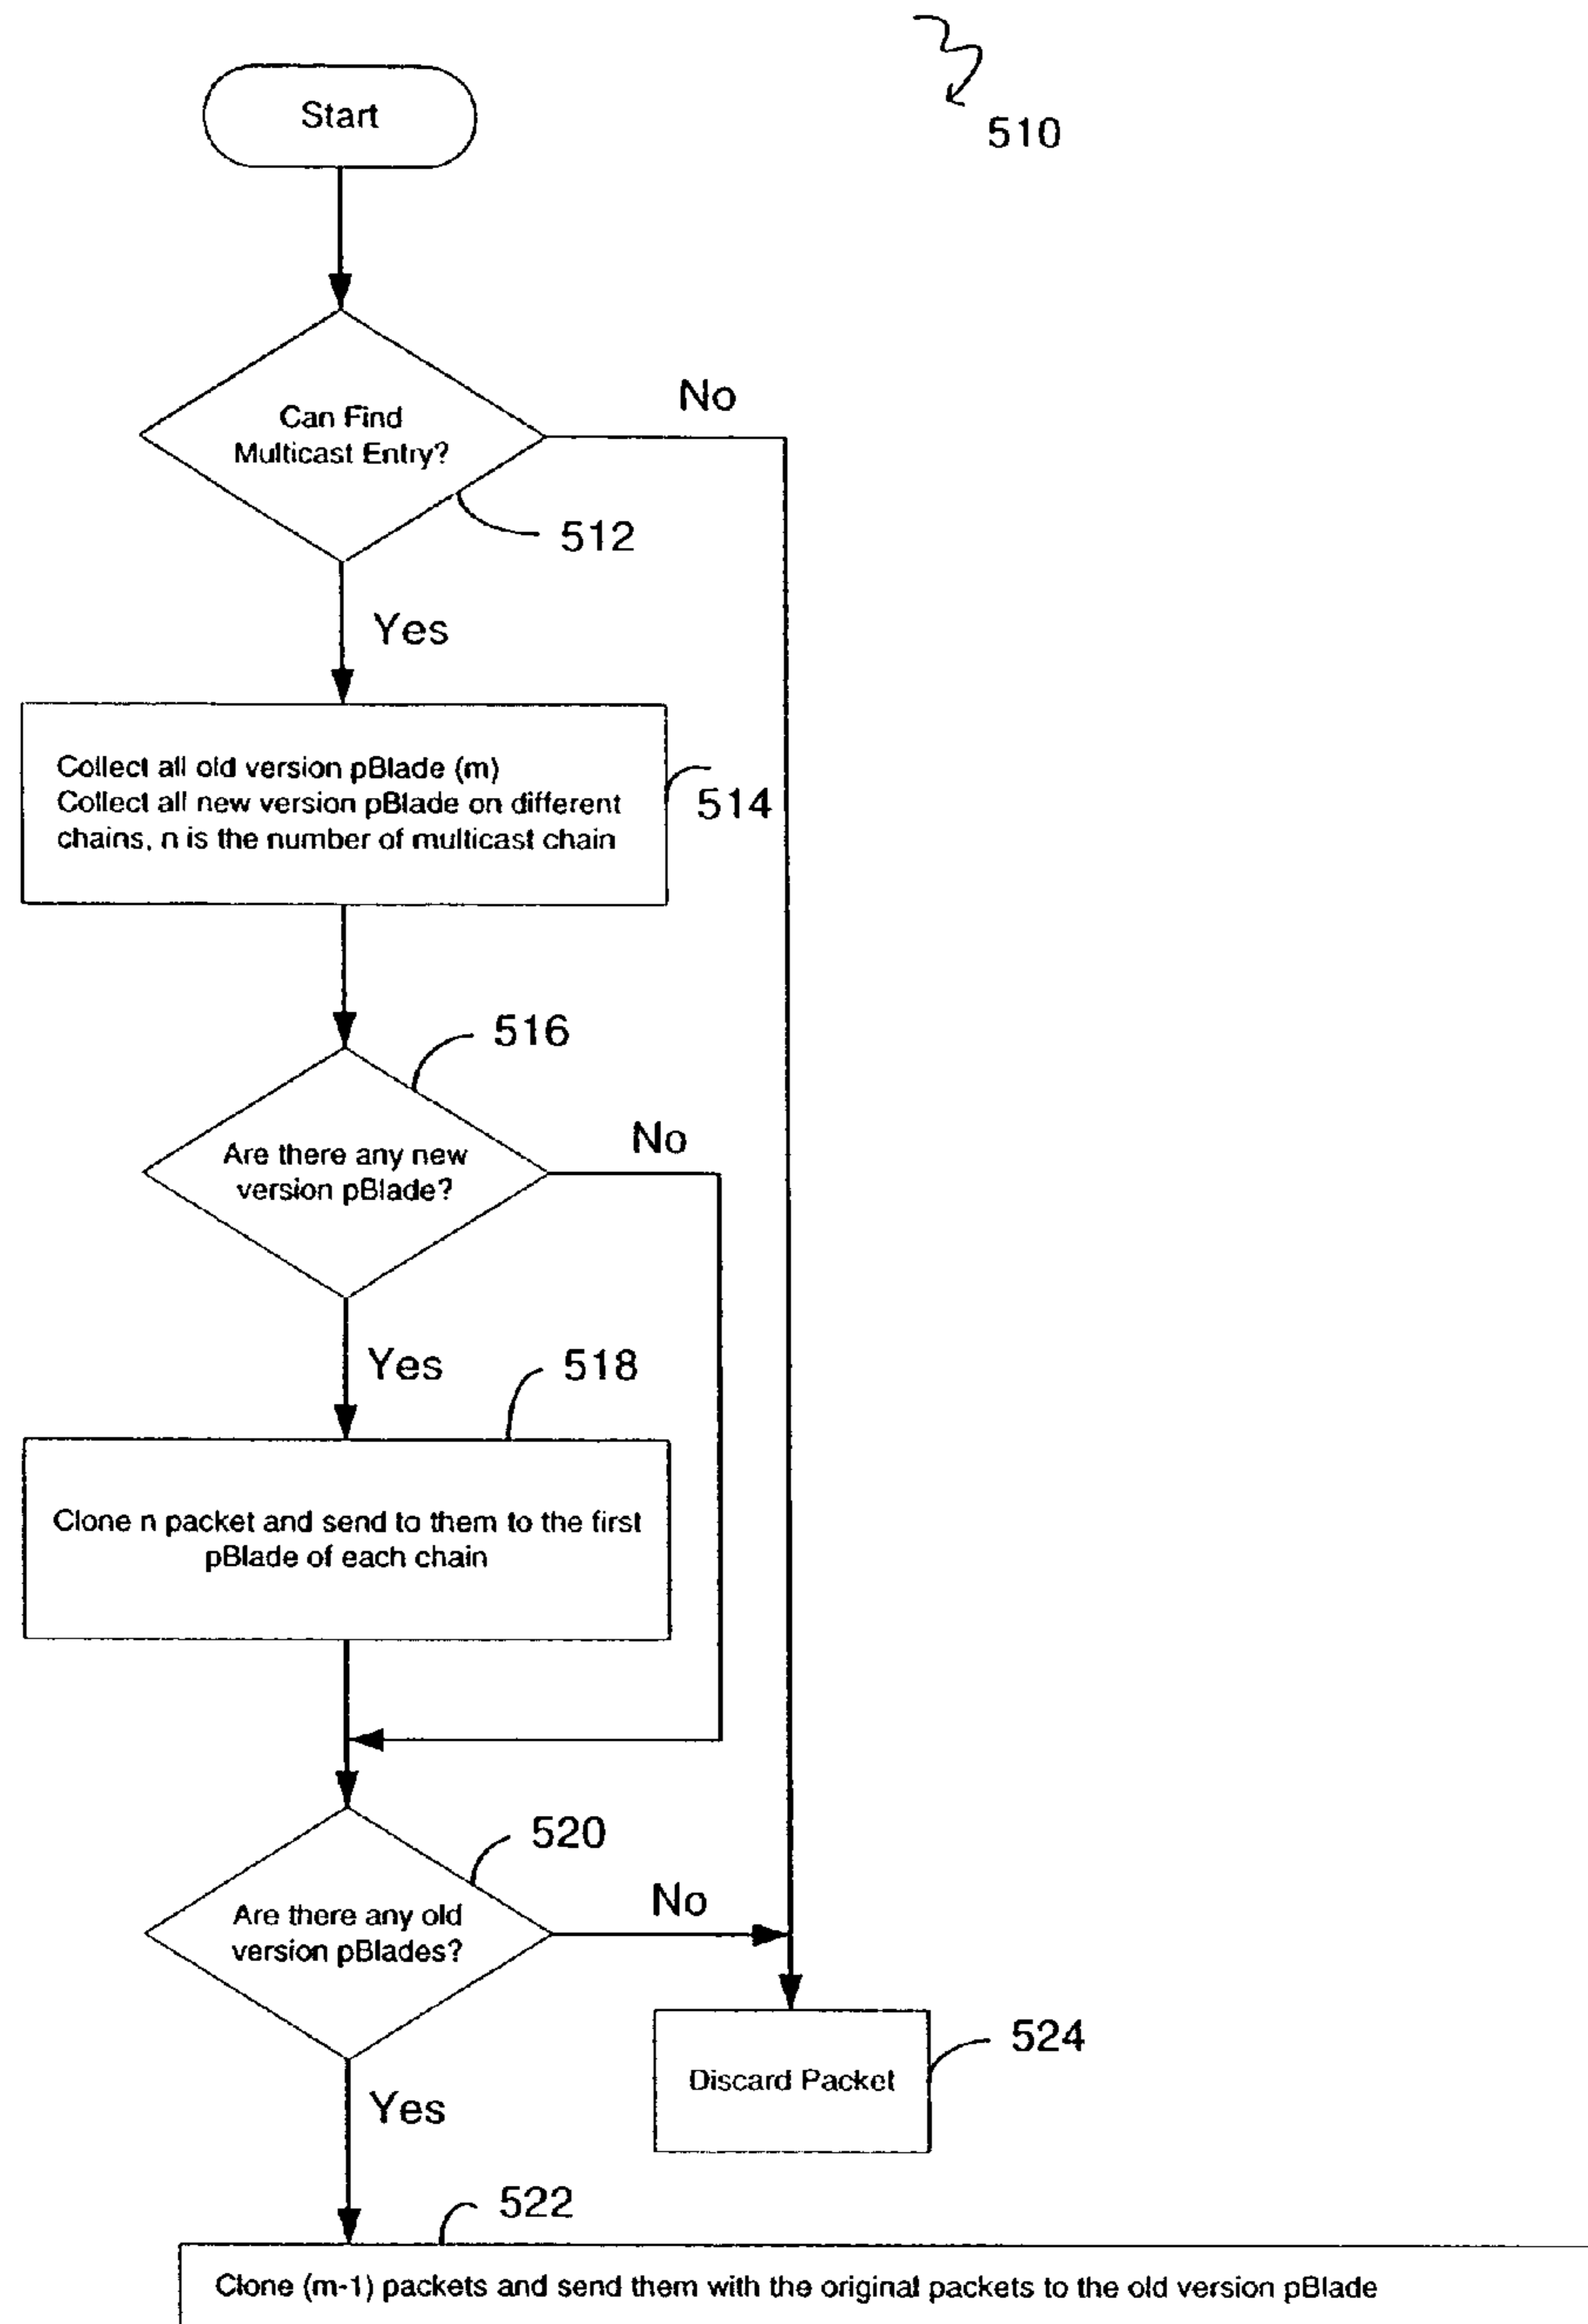 510
Start
Can Find
Multicast Entry?
No
512
Yes
Collect all old version pBlade (m)
Collect all new version pBlade on different
chains, n is the number of multicast chain
514
516
Are there any new
version pBlade?
No
Yes
518
Clone n packet and send to them to the first
pBlade of each chain
520
Are there any old
version pBlades?
No
524
Discard Packet
Yes
522
Clone (m-1) packets and send them with the original packets to the old version pBlade